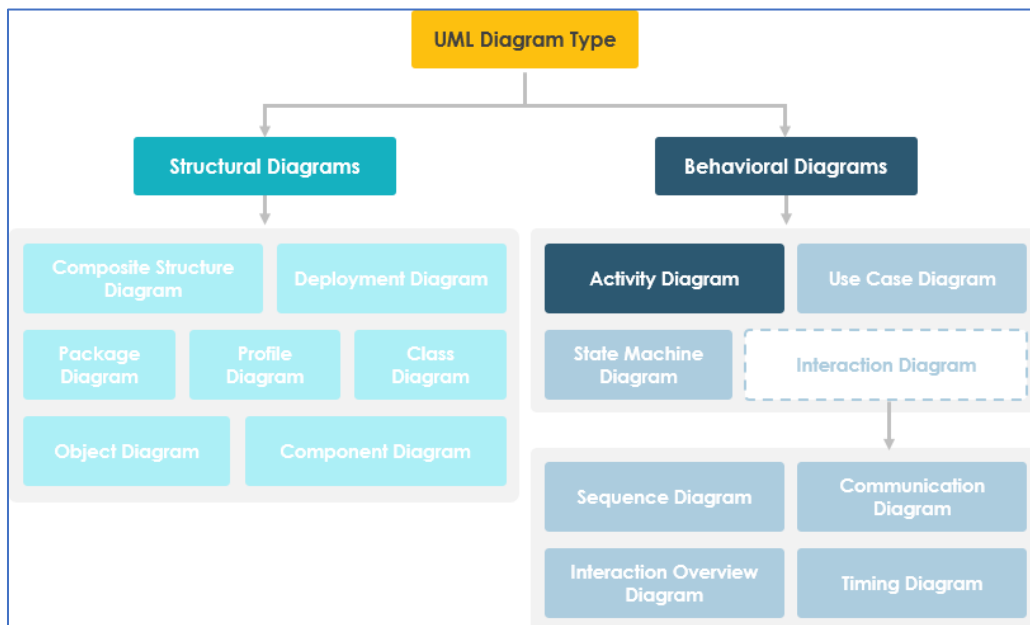 UML Diagram Type
Structural Diagrams
Behavioral Diagrams
Composite Structure
Diagram
Deployment Diagram
Package
Diagram
Profile
Diagram
Class
Diagram
Object Diagram
Component Diagram
Activity Diagram
Use Case Diagram
State Machine
Diagram
Interaction Diagram
Sequence Diagram
Communication
Diagram
Interaction Overview
Diagram
Timing Diagram